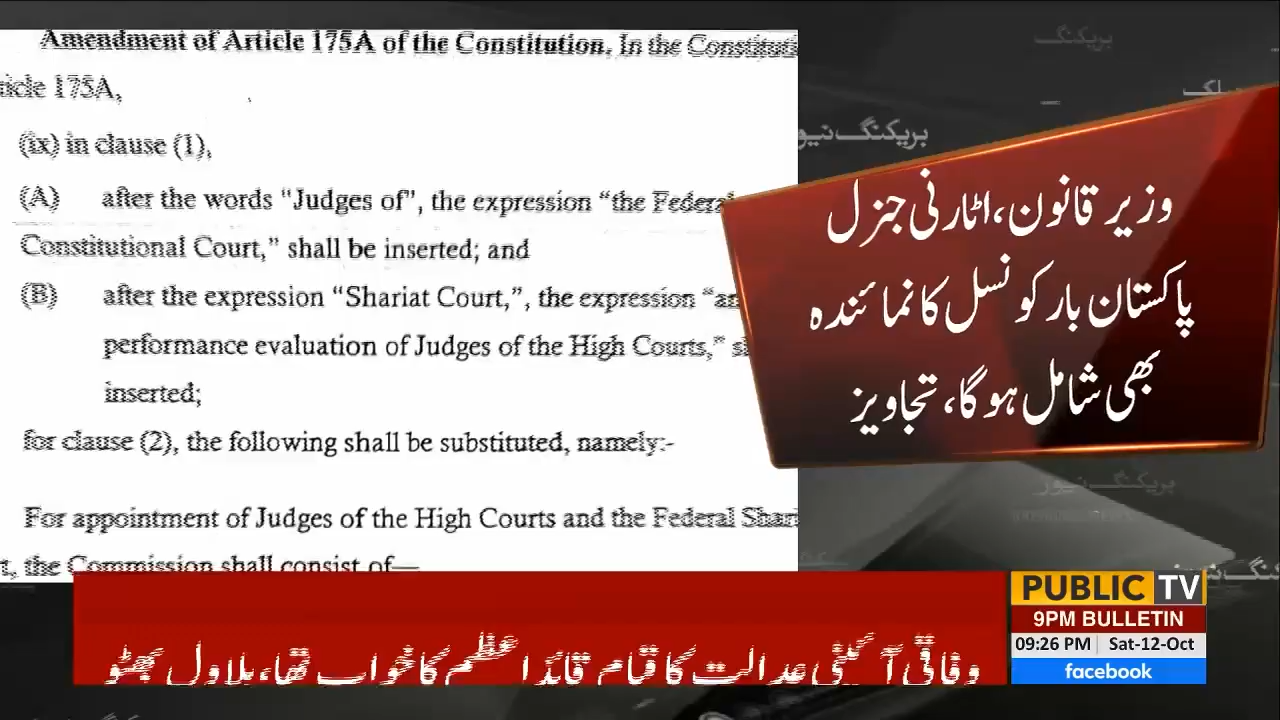 Amendment of Article 175A of the Constitution. In the
175A,
(ix) in clause (1),
(A) after the words "Judges of", the expression “the Federal
Constitutional Court,” shall be inserted; and
(B) after the expression “Shariat Court,”, the expression
performance evaluation of Judges of the High Courts,”
inserted;
for clause (2), the following shall be substituted, namely:-
For appointment of Judges of the High Courts and the Federal
the Commission shall consist of—
وزیر قانون، اٹارنی جنرل
پاکستان بار کونسل کا نمائندہ
بھی شامل ہوگا، تجاویز
بریکنگ نیوز
وفاقی آئینی عدالت کا قیام قائد اعظم کا خواب تھا، بلاول بھٹو
PUBLIC TV
9PM BULLETIN
09:26 PM Sat-12-Oct
facebook